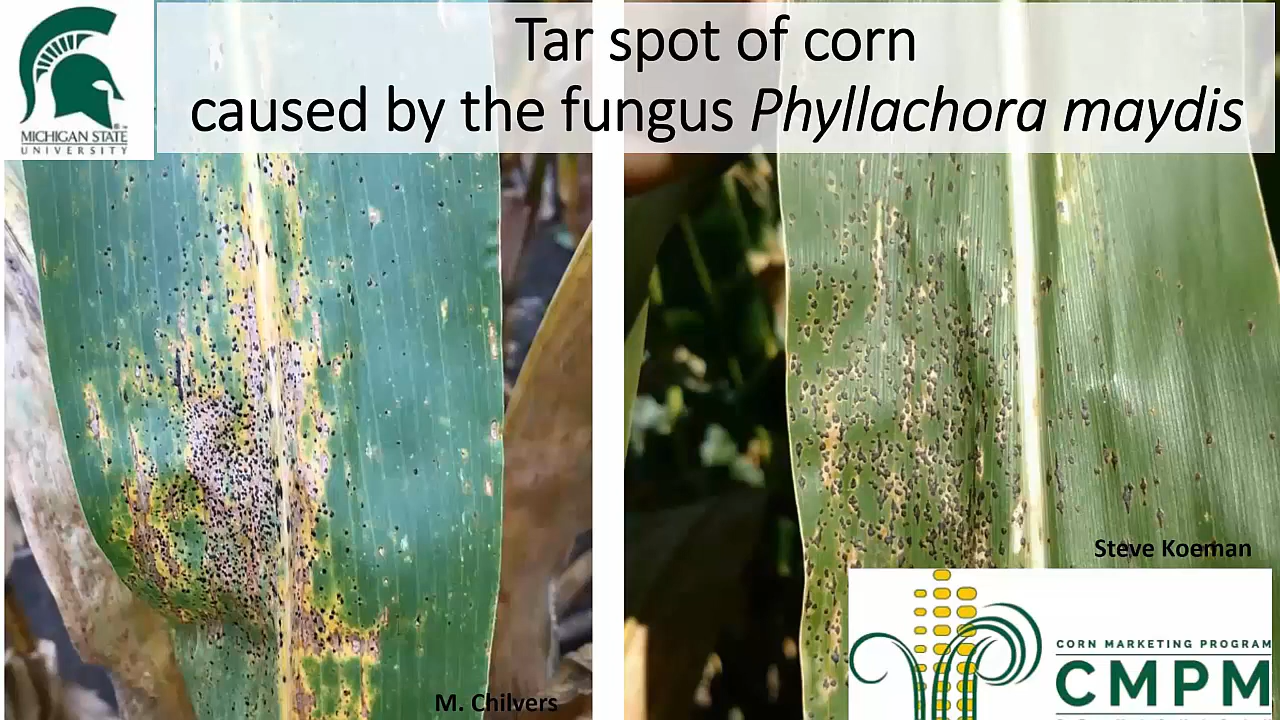 Tar spot of corn
caused by the fungus Phyllachora maydis
MICHIGAN STATE
UNIVERSITY
Steve Koeman
M. Chilvers
CORN MARKETING PROGRAM
CMPM